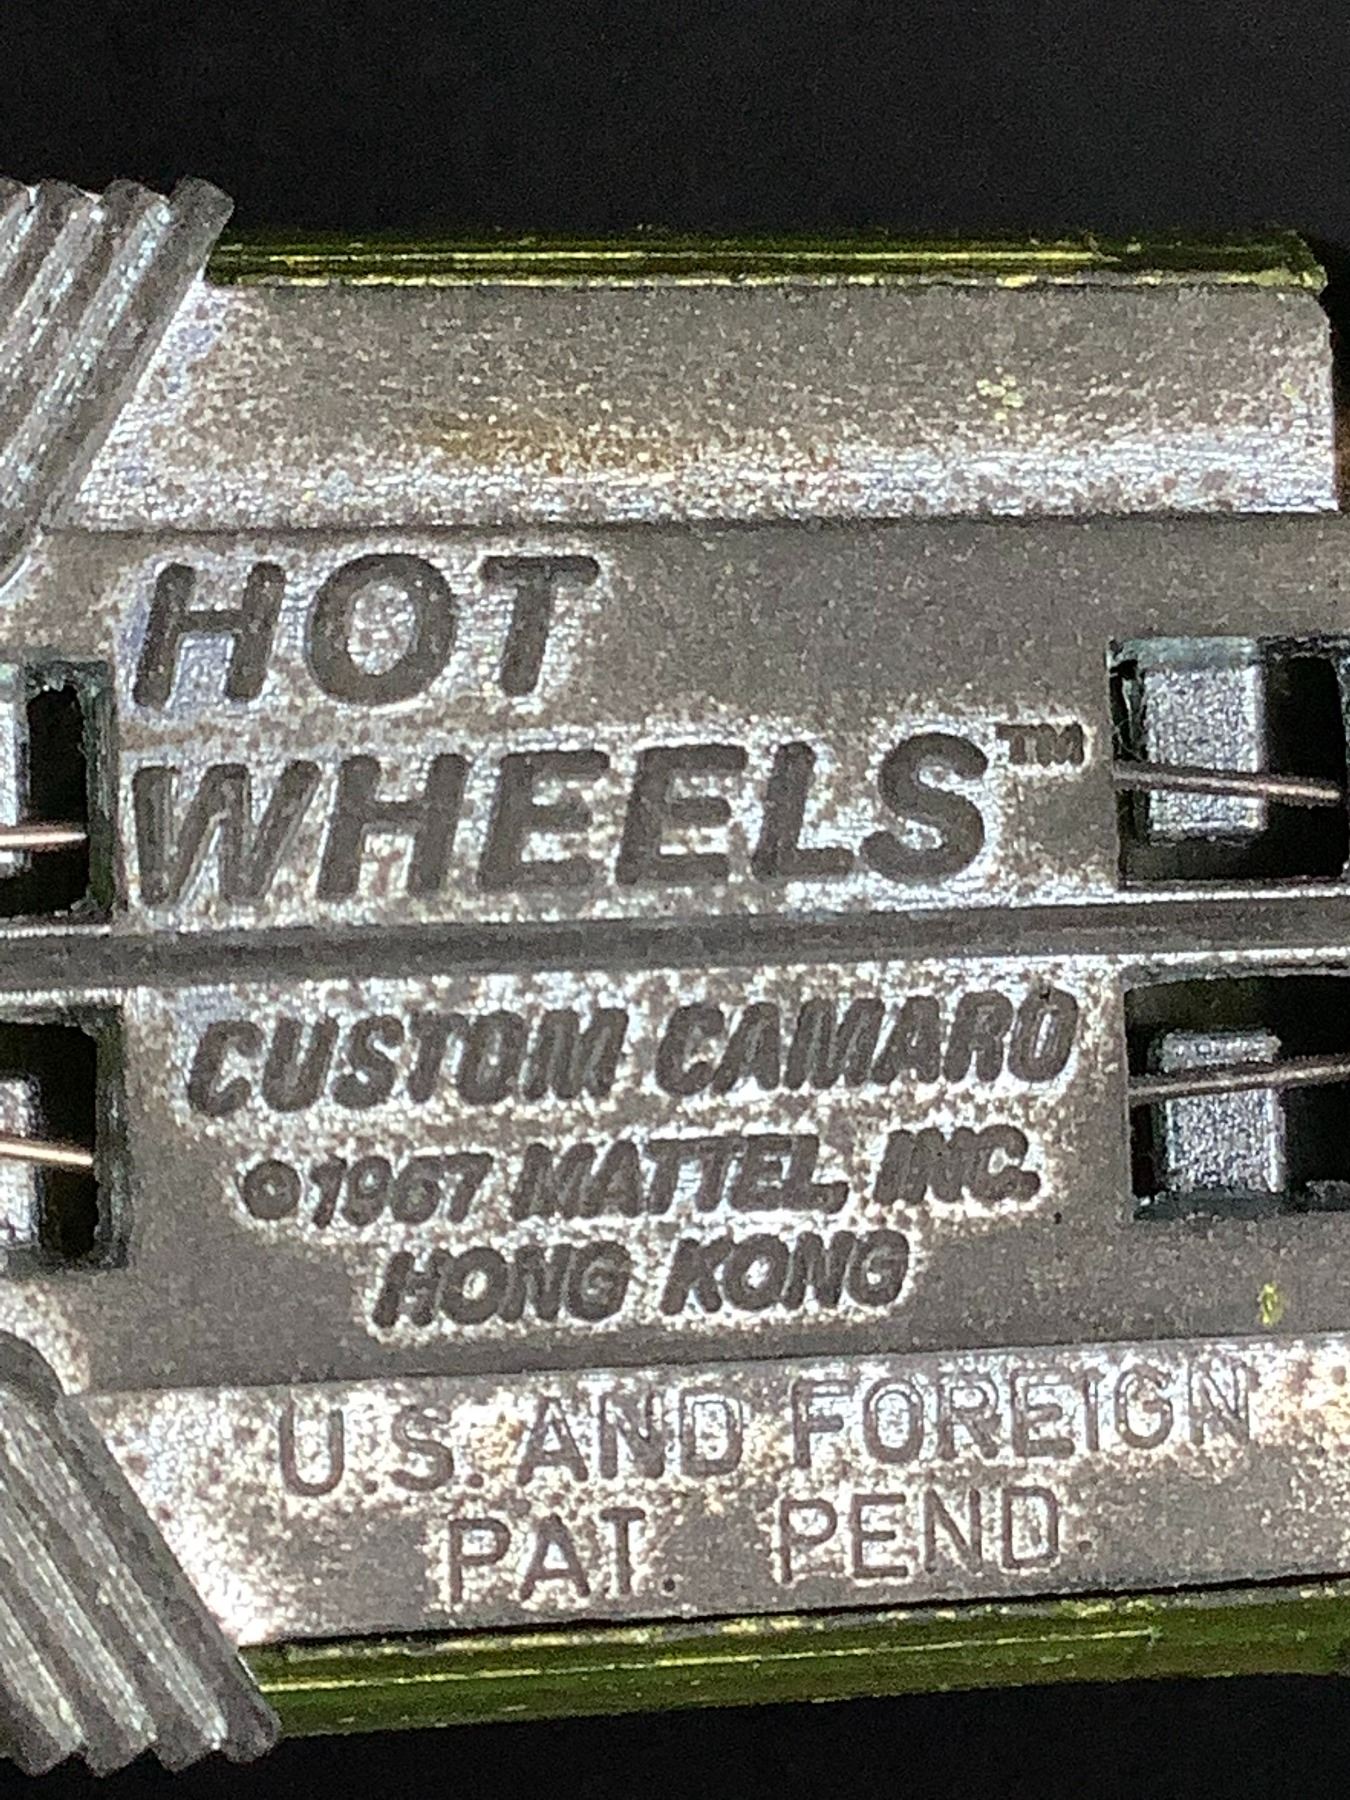 HOT
WHEELS™
CUSTOM CAMARO
©1967 MATTEL, INC.
HONG KONG
U.S. AND FOREIGN
PAT. PEND.